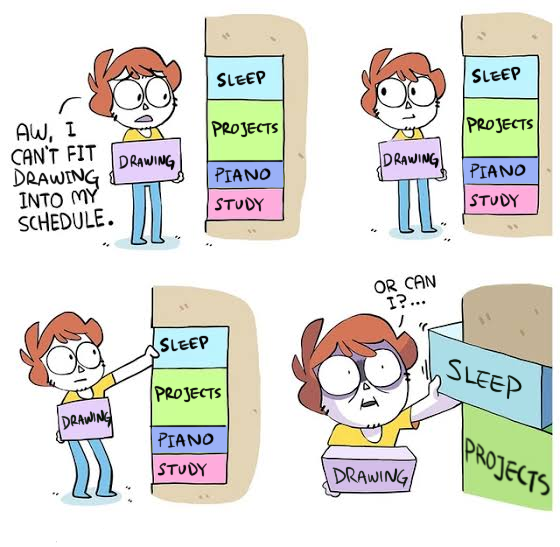 AW, I
CAN'T FIT
DRAWING
INTO MY
SCHEDULE.
DRAWING
SLEEP
PROJECTS
PIANO
STUDY
DRAWING
SLEEP
PROJECTS
PIANO
STUDY
DRAWING
SLEEP
PROJECTS
PIANO
STUDY
OR CAN
I?...
DRAWING
SLEEP
PROJECTS